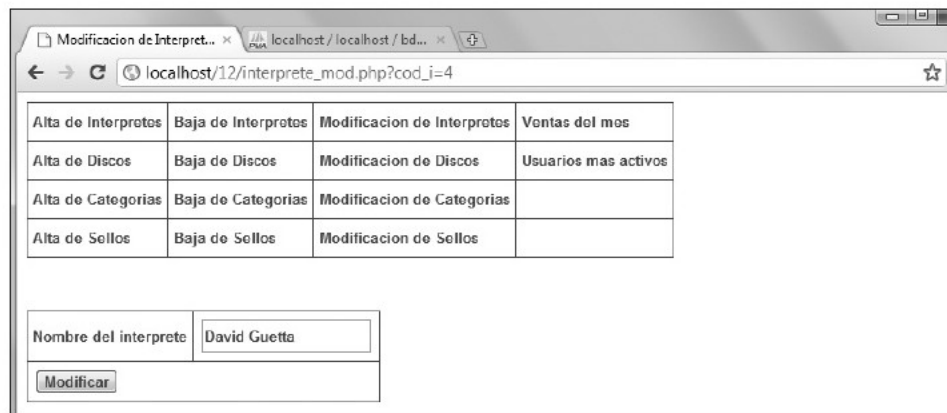 Modificacion de Interpret...
localhost / localhost / bd...
localhost/12/interprete_mod.php?cod_i=4
Alta de Interpretes Baja de Interpretes Modificacion de Interpretes Ventas del mes
Alta de Discos Baja de Discos Modificacion de Discos Usuarios mas activos
Alta de Categorias Baja de Categorias Modificacion de Categorias
Alta de Sellos Baja de Sellos Modificacion de Sellos
Nombre del interprete David Guetta
Modificar